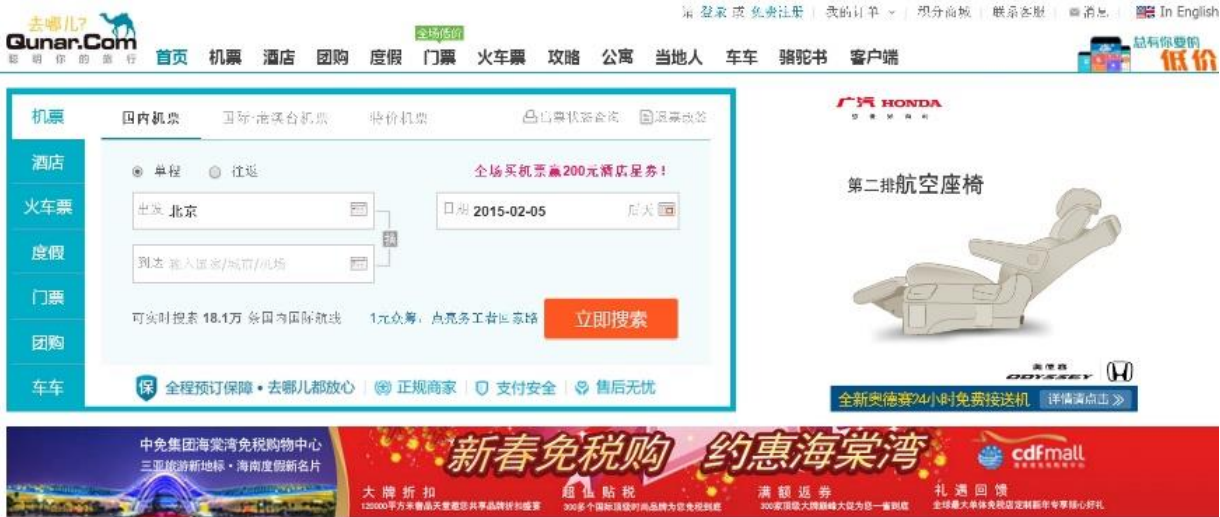 去哪儿?
请 登录 或 免费注册 我的订单 积分商城 联系客服 消息 In English
Qunar.Com
聪明你的旅行
全场低价
首页 机票 酒店 团购 度假 门票 火车票 攻略 公寓 当地人 车车 骆驼书 客户端
总有你要的
低价
机票
酒店
火车票
度假
门票
团购
车车
国内机票 国际·港澳台机票 特价机票 退票改签
单程 往返 全场买机票赢200元酒店星券!
出发 北京 日期 2015-02-05 后天
换
到达 输入国家/城市/机场
可实时搜索 18.1万 条国内国际航线 1元众筹,点亮务工者回家路 立即搜索
保 全程预订保障•去哪儿都放心 正规商家 支付安全 售后无忧
广汽 HONDA
第二排航空座椅
奥德赛
ODYSSEY
全新奥德赛24小时免费接送机 详情请点击
中免集团海棠湾免税购物中心
三亚旅游新地标·海南度假新名片
新春免税购 约惠海棠湾
cdfmall
大牌折扣 超值贴税 满额返券 礼遇回馈